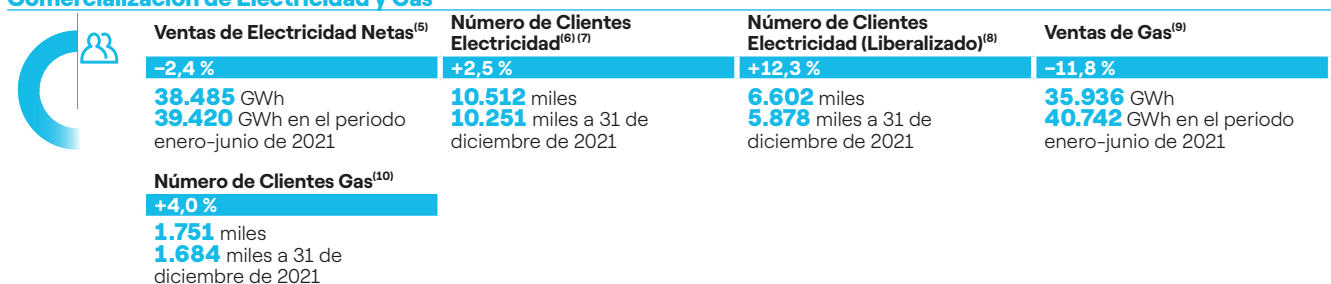 Comercialización de Electricidad y Gas
Ventas de Electricidad Netas(5)
−2,4 %
38.485 GWh
39.420 GWh en el periodo
enero-junio de 2021
Número de Clientes
Electricidad(6) (7)
+2,5 %
10.512 miles
10.251 miles a 31 de
diciembre de 2021
Número de Clientes
Electricidad (Liberalizado)(8)
+12,3 %
6.602 miles
5.878 miles a 31 de
diciembre de 2021
Ventas de Gas(9)
−11,8 %
35.936 GWh
40.742 GWh en el periodo
enero-junio de 2021
Número de Clientes Gas(10)
+4,0 %
1.751 miles
1.684 miles a 31 de
diciembre de 2021